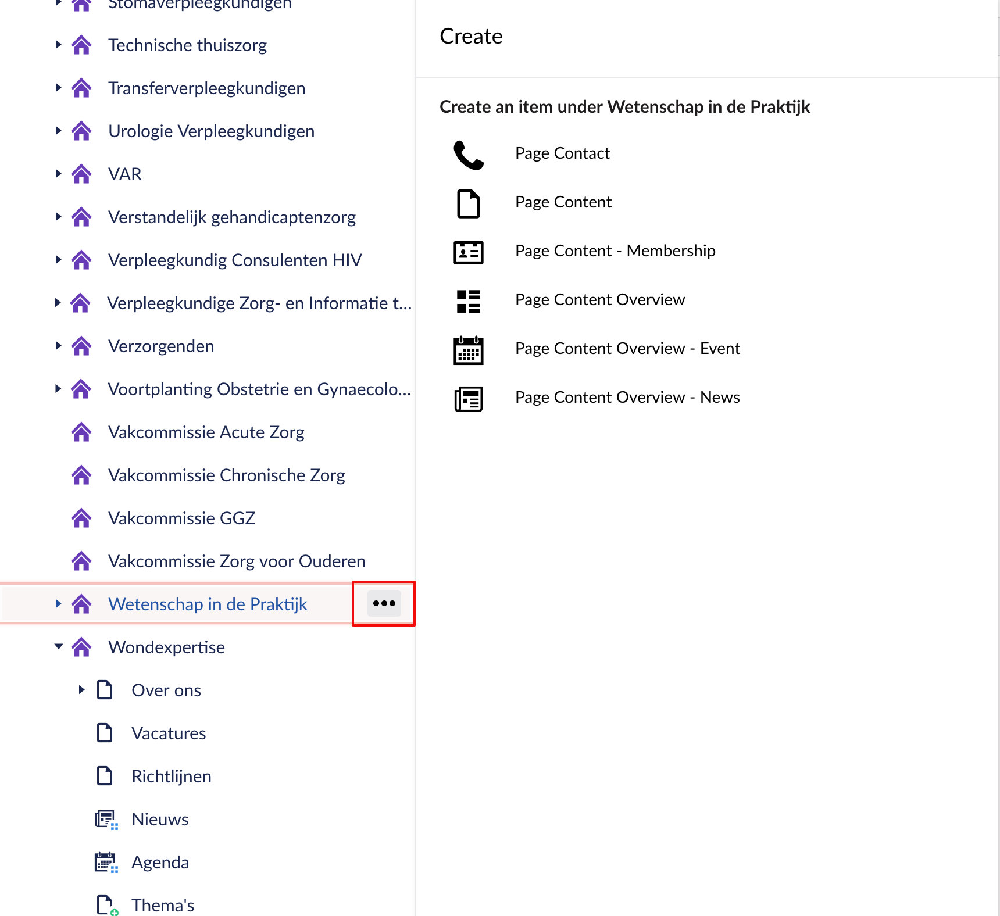 Stomaverpleegkundigen
Technische thuiszorg
Transferverpleegkundigen
Urologie Verpleegkundigen
VAR
Verstandelijk gehandicaptenzorg
Verpleegkundig Consulenten HIV
Verpleegkundige Zorg- en Informatie t...
Verzorgenden
Voortplanting Obstetrie en Gynaecolo...
Vakcommissie Acute Zorg
Vakcommissie Chronische Zorg
Vakcommissie GGZ
Vakcommissie Zorg voor Ouderen
Wetenschap in de Praktijk
Wondexpertise
Over ons
Vacatures
Richtlijnen
Nieuws
Agenda
Thema's
Create
Create an item under Wetenschap in de Praktijk
Page Contact
Page Content
Page Content - Membership
Page Content Overview
Page Content Overview - Event
Page Content Overview - News